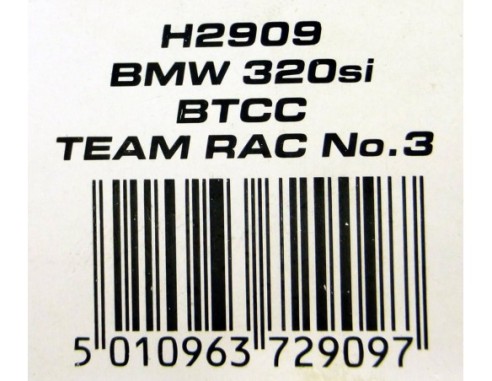 H2909
BMW 320si
BTCC
TEAM RAC No.3
5 010963 729097